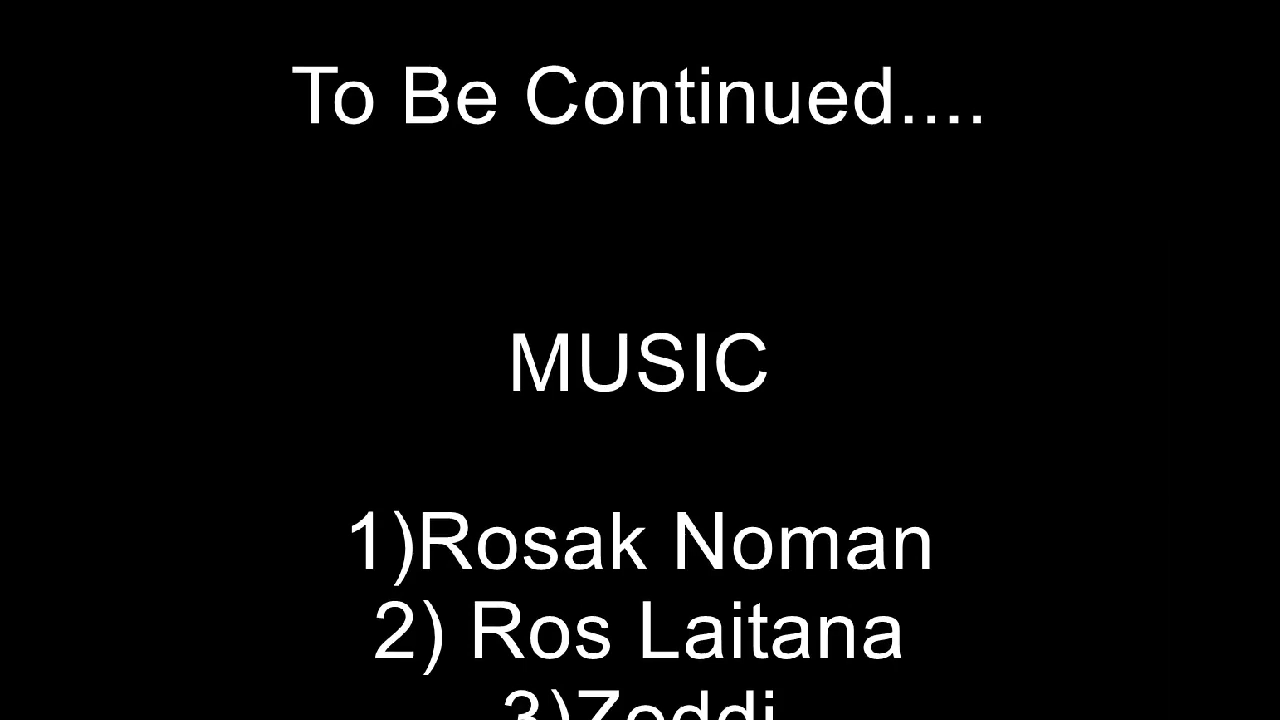 To Be Continued....
MUSIC
1)Rosak Noman
2) Ros Laitana